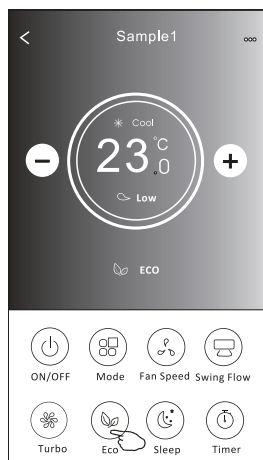 Sample1
Cool
23.0°C
Low
ECO
ON/OFF Mode Fan Speed Swing Flow
Turbo Eco Sleep Timer